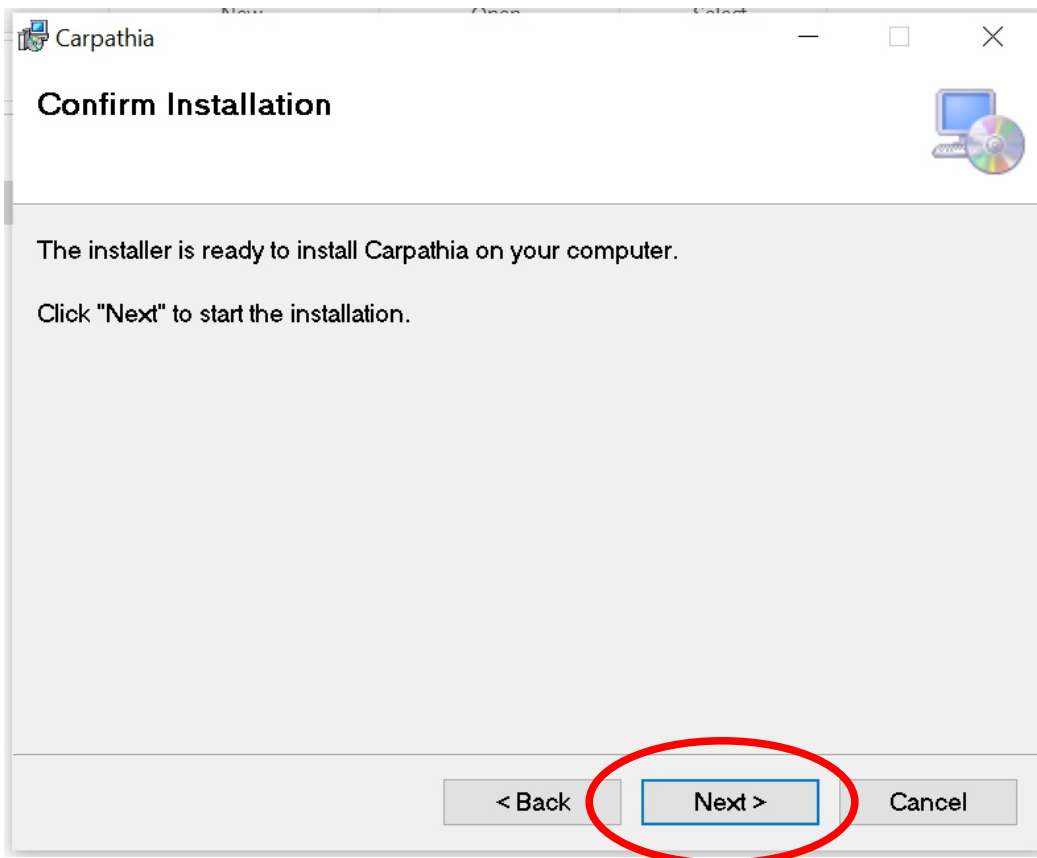 Carpathia
Confirm Installation
The installer is ready to install Carpathia on your computer.
Click "Next" to start the installation.
< Back
Next >
Cancel